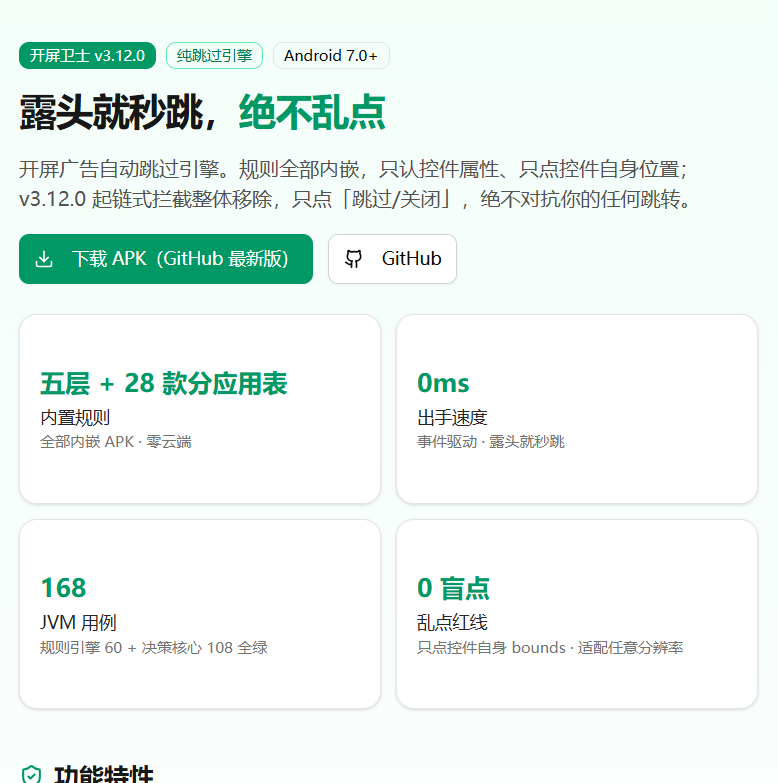 开屏卫士 v3.12.0 纯跳过引擎 Android 7.0+
露头就秒跳，绝不乱点
开屏广告自动跳过引擎。规则全部内嵌，只认控件属性、只点控件自身位置；
v3.12.0 起链式拦截整体移除，只点「跳过/关闭」，绝不对抗你的任何跳转。
下载 APK（GitHub 最新版） GitHub
五层 + 28 款分应用表
内置规则
全部内嵌 APK · 零云端
0ms
出手速度
事件驱动 · 露头就秒跳
168
JVM 用例
规则引擎 60 + 决策核心 108 全绿
0 盲点
乱点红线
只点控件自身 bounds · 适配任意分辨率
功能特性